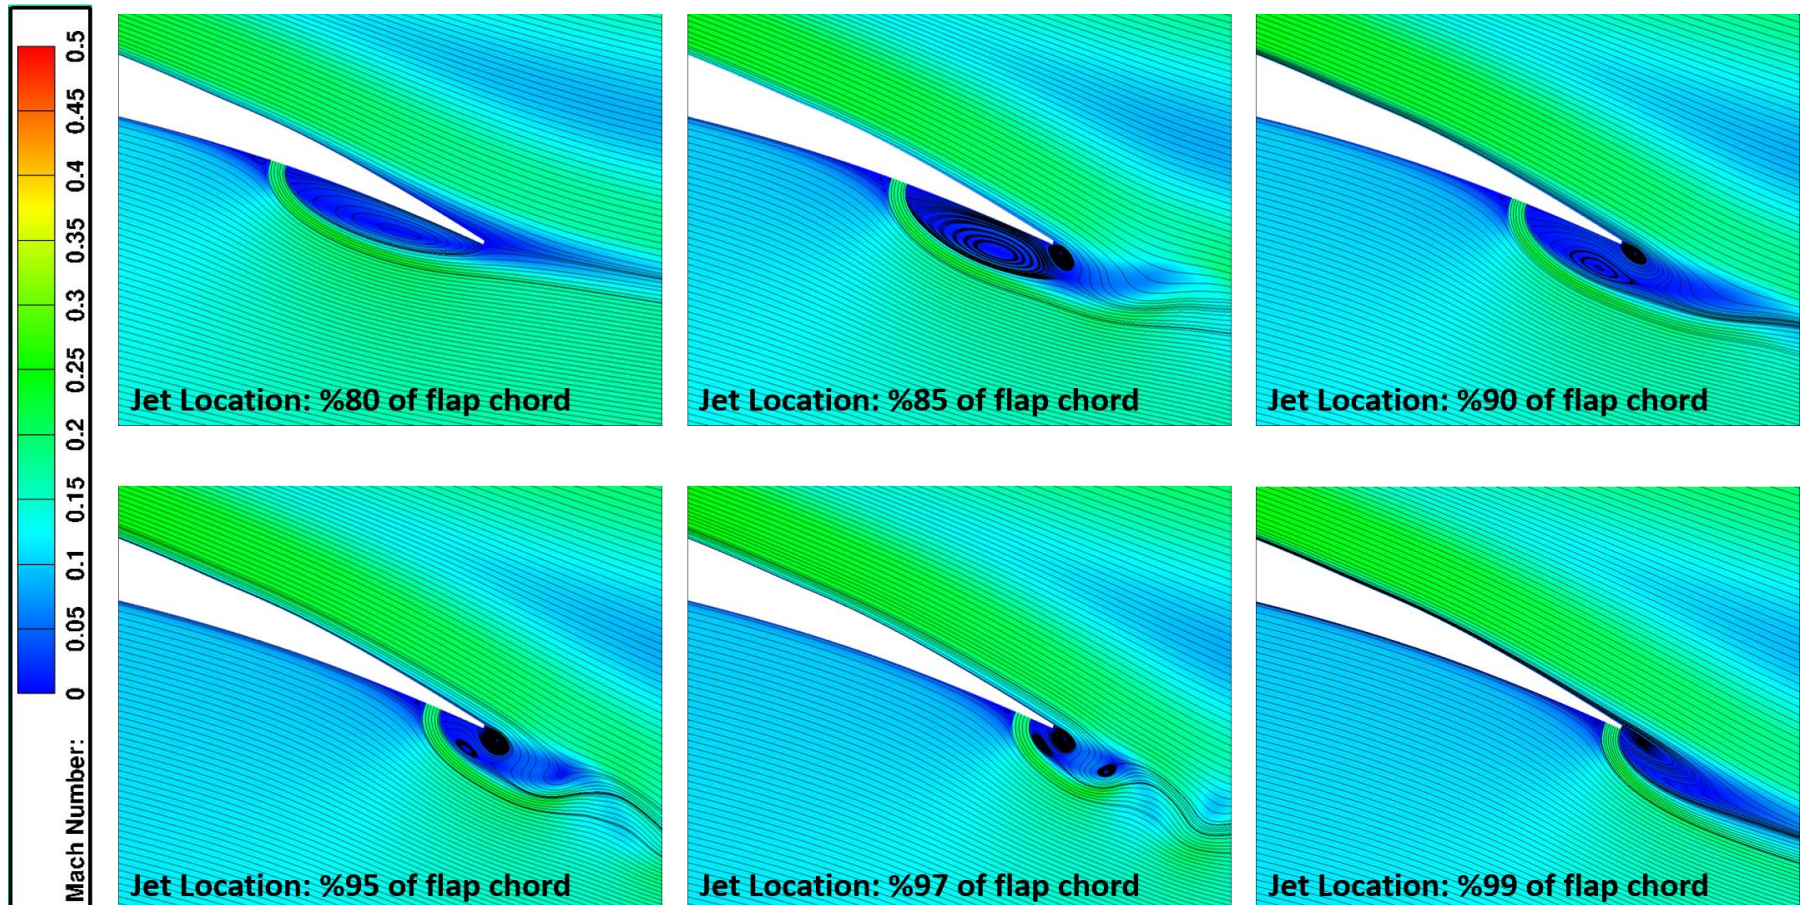 0.5
0.45
0.4
0.35
0.3
0.25
0.2
0.15
0.1
0.05
0
Mach Number:
Jet Location: %80 of flap chord
Jet Location: %85 of flap chord
Jet Location: %90 of flap chord
Jet Location: %95 of flap chord
Jet Location: %97 of flap chord
Jet Location: %99 of flap chord